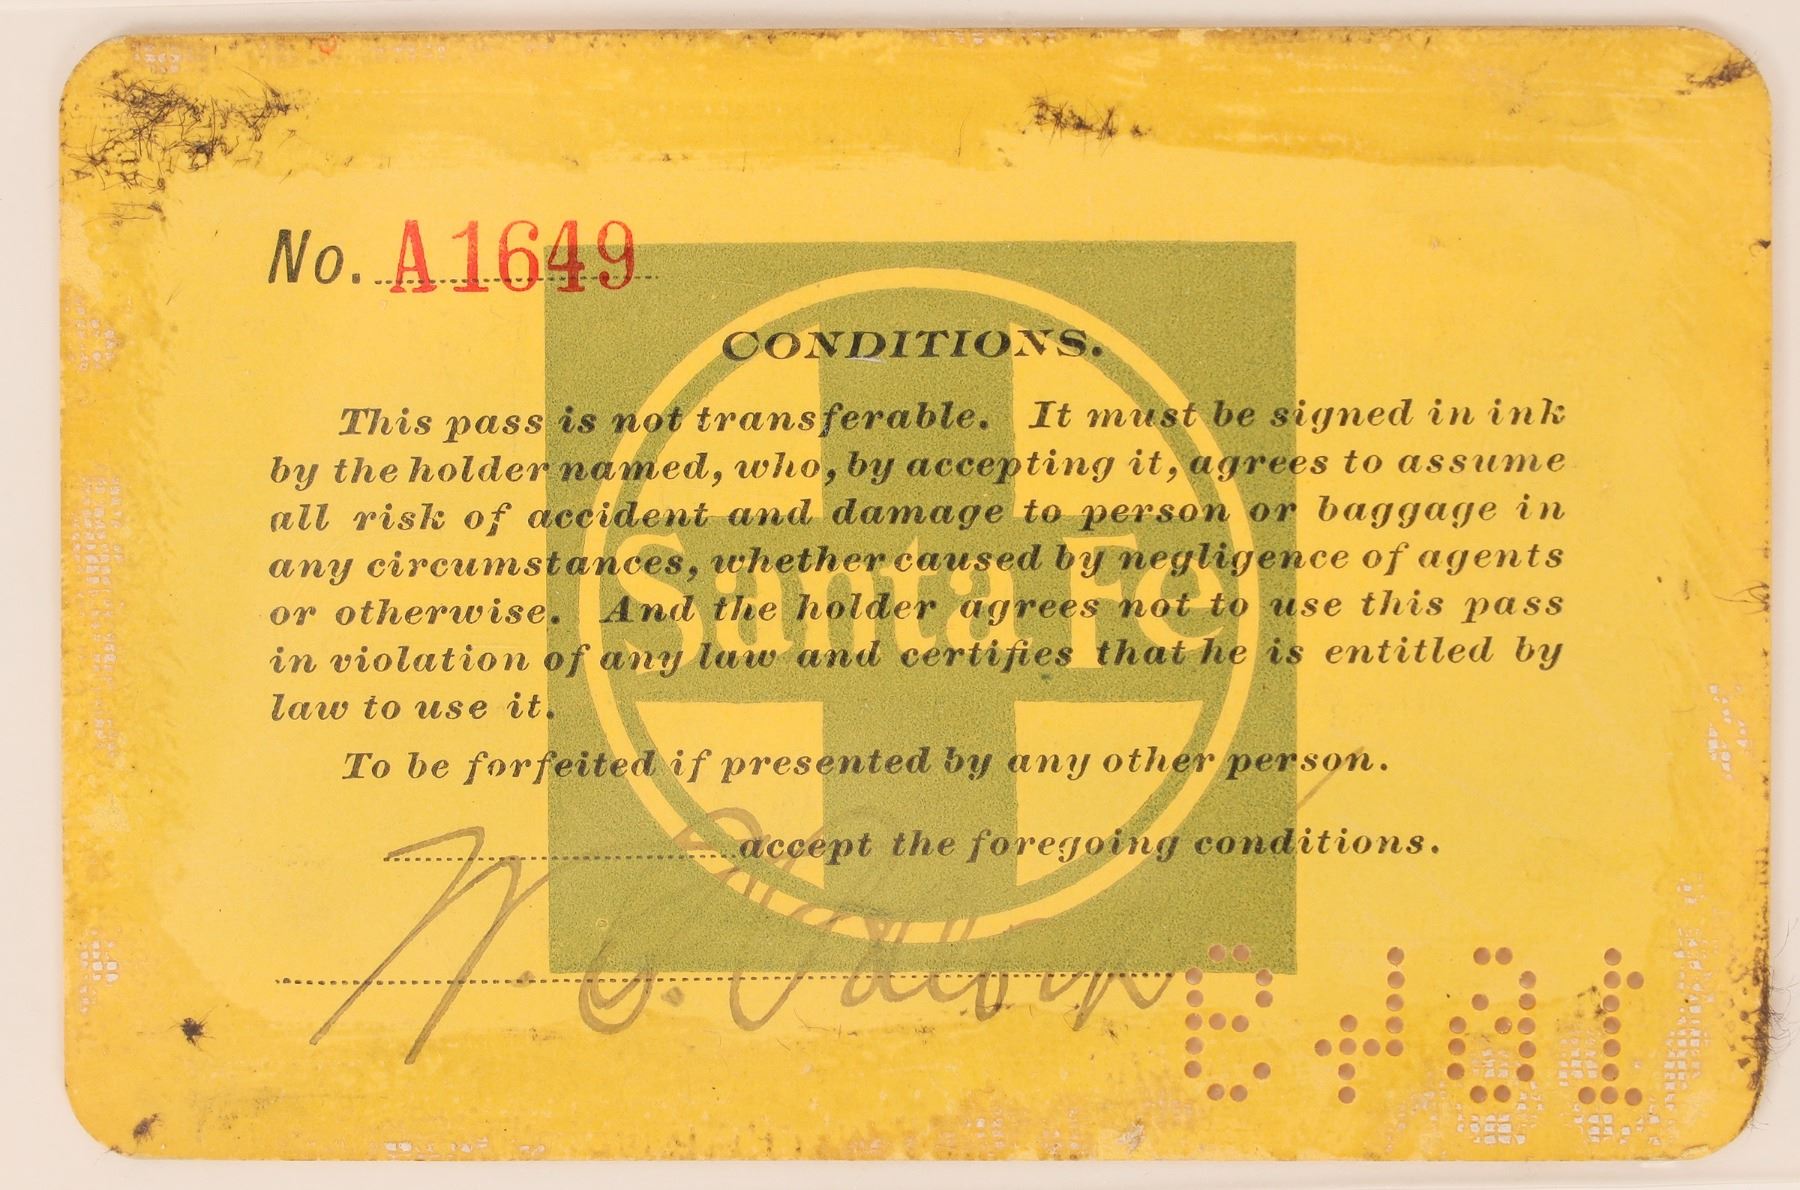 No. A1649
CONDITIONS.
This pass is not transferable. It must be signed in ink
by the holder named, who, by accepting it, agrees to assume
all risk of accident and damage to person or baggage in
any circumstances, whether caused by negligence of agents
or otherwise. And the holder agrees not to use this pass
in violation of any law and certifies that he is entitled by
law to use it.
Santa Fe
To be forfeited if presented by any other person.
accept the foregoing conditions.
1649